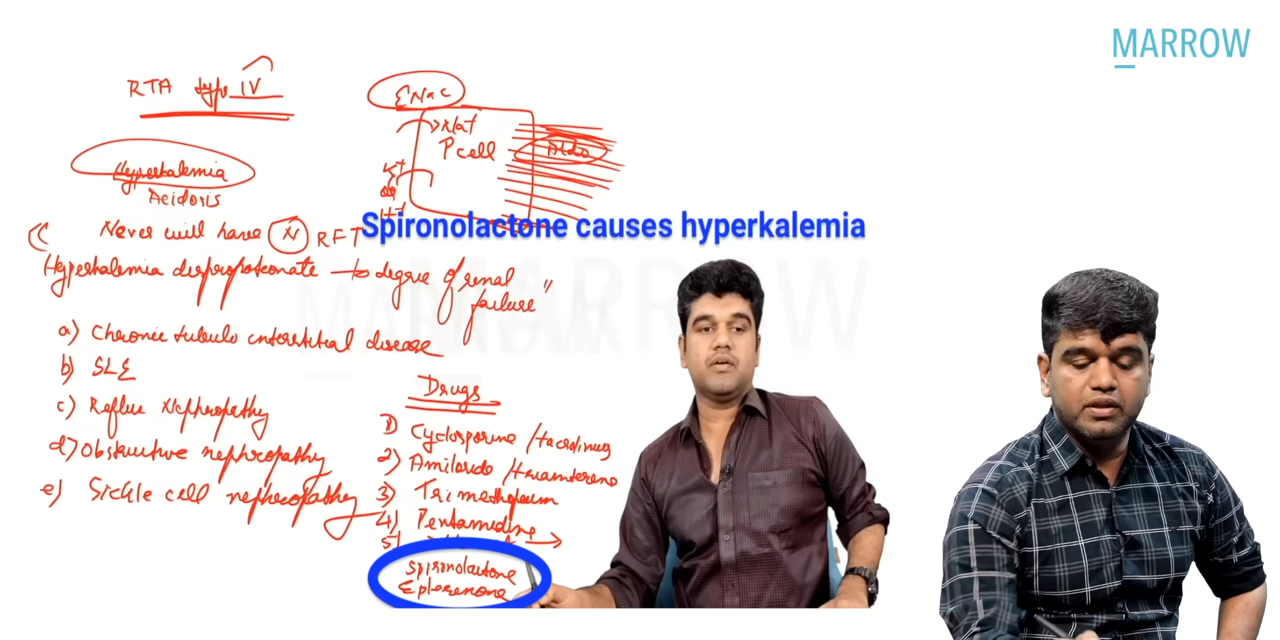 MARROW
RTA type IV
ENaC
Na+
P cell
Aldo
K+
H+
Hyperkalemia
Acidosis
Never will have N RFT
Spironolactone causes hyperkalemia
Hyperkalemia disproportionate to degree of renal
failure"
MARROW
a) Chronic tubulo interstitial disease
b) SLE
c) Reflux Nephropathy
d) Obstructive nephropathy
e) Sickle cell nephropathy
Drugs
1) Cyclosporine / tacrolimus
2) Amiloride / triamterene
3) Trimethoprim
4) Pentamidine
5)
Spironolactone
Eplerenone